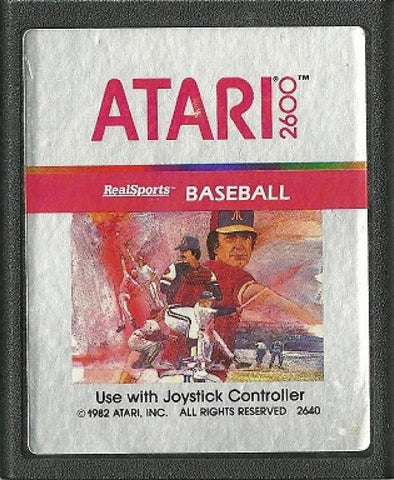 ATARI® 2600™
RealSports™ BASEBALL
Use with Joystick Controller
© 1982 ATARI, INC. ALL RIGHTS RESERVED 2640